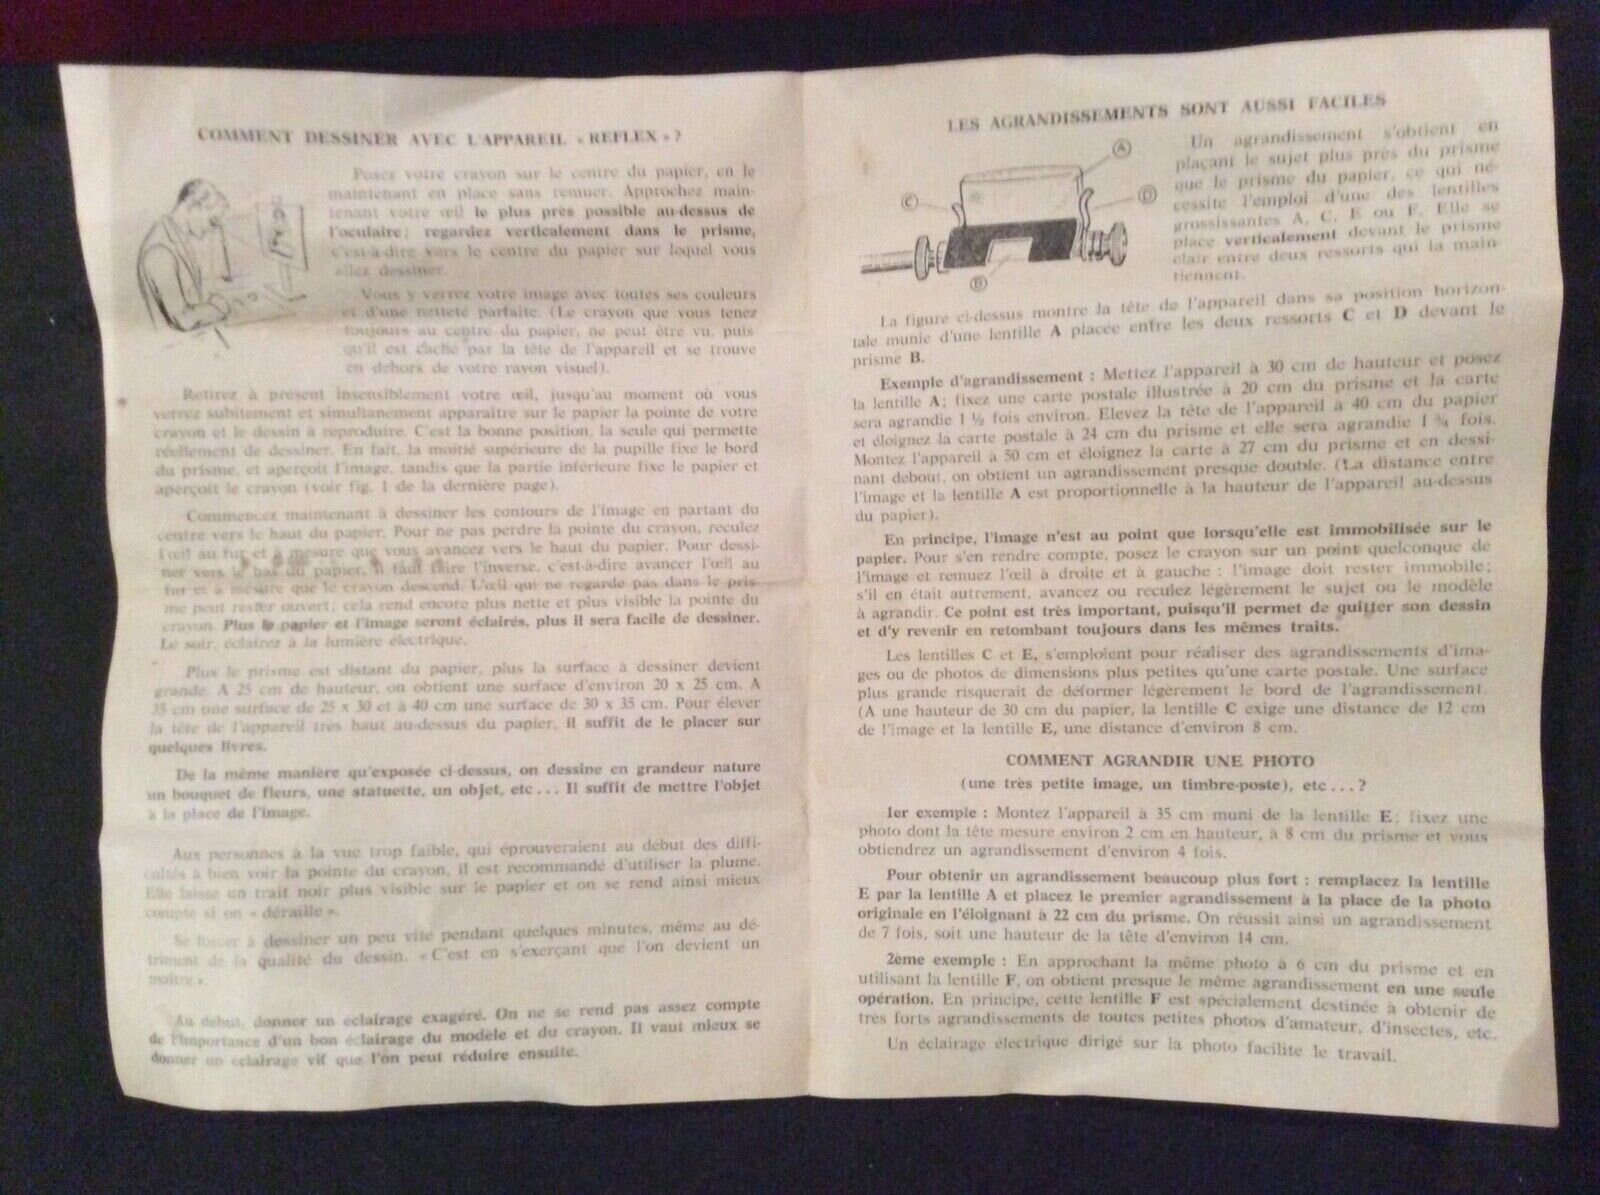 COMMENT DESSINER AVEC L'APPAREIL « REFLEX » ?
Posez votre crayon sur le centre du papier, en le
maintenant en place sans remuer. Approchez main-
tenant votre œil le plus près possible au-dessus de
l'oculaire; regardez verticalement dans le prisme,
c'est-à-dire vers le centre du papier sur lequel vous
allez dessiner.
Vous y verrez votre image avec toutes ses couleurs
et d'une netteté parfaite. (Le crayon que vous tenez
toujours au centre du papier, ne peut être vu, puis
qu'il est caché par la tête de l'appareil et se trouve
en dehors de votre rayon visuel).
Retirez à présent insensiblement votre œil, jusqu'au moment où vous
verrez subitement et simultanément apparaître sur le papier la pointe de votre
crayon et le dessin à reproduire. C'est la bonne position, la seule qui permette
réellement de dessiner. En fait, la moitié supérieure de la pupille fixe le bord
du prisme, et aperçoit l'image, tandis que la partie inférieure fixe le papier et
aperçoit le crayon (voir fig. 1 de la dernière page).
Commencez maintenant à dessiner les contours de l'image en partant du
centre vers le haut du papier. Pour ne pas perdre la pointe du crayon, reculez
l'œil au fur et à mesure que vous avancez vers le haut du papier. Pour dessi-
ner vers le bas du papier, il faut faire l'inverse, c'est-à-dire avancer l'œil au
fur et à mesure que le crayon descend. L'œil qui ne regarde pas dans le pris-
me peut rester ouvert; cela rend encore plus nette et plus visible la pointe du
crayon. Plus le papier et l'image seront éclairés, plus il sera facile de dessiner.
Le soir, éclairez à la lumière électrique.
Plus le prisme est distant du papier, plus la surface à dessiner devient
grande. A 25 cm de hauteur, on obtient une surface d'environ 20 x 25 cm. A
35 cm une surface de 25 x 30 et à 40 cm une surface de 30 x 35 cm. Pour élever
la tête de l'appareil très haut au-dessus du papier, il suffit de le placer sur
quelques livres.
De la même manière qu'exposée ci-dessus, on dessine en grandeur nature
un bouquet de fleurs, une statuette, un objet, etc... Il suffit de mettre l'objet
à la place de l'image.
Aux personnes à la vue trop faible, qui éprouveraient au début des diffi-
cultés à bien voir la pointe du crayon, il est recommandé d'utiliser la plume.
Elle laisse un trait noir plus visible sur le papier et on se rend ainsi mieux
compte si on « déraille ».
Se forcer à dessiner un peu vite pendant quelques minutes, même au dé-
triment de la qualité du dessin. « C'est en s'exerçant que l'on devient un
maître ».
Au début, donner un éclairage exagéré. On ne se rend pas assez compte
de l'importance d'un bon éclairage du modèle et du crayon. Il vaut mieux se
donner un éclairage vif que l'on peut réduire ensuite.
LES AGRANDISSEMENTS SONT AUSSI FACILES
A
C
D
B
Un agrandissement s'obtient en
plaçant le sujet plus près du prisme
que le prisme du papier, ce qui né-
cessite l'emploi d'une des lentilles
grossissantes A, C, E ou F. Elle se
place verticalement devant le prisme
clair entre deux ressorts qui la main-
tiennent.
La figure ci-dessus montre la tête de l'appareil dans sa position horizon-
tale munie d'une lentille A placée entre les deux ressorts C et D devant le
prisme B.
Exemple d'agrandissement : Mettez l'appareil à 30 cm de hauteur et posez
la lentille A; fixez une carte postale illustrée à 20 cm du prisme et la carte
sera agrandie 1 ½ fois environ. Elevez la tête de l'appareil à 40 cm du papier
et éloignez la carte postale à 24 cm du prisme et elle sera agrandie 1 ¾ fois.
Montez l'appareil à 50 cm et éloignez la carte à 27 cm du prisme et en dessi-
nant debout, on obtient un agrandissement presque double. (La distance entre
l'image et la lentille A est proportionnelle à la hauteur de l'appareil au-dessus
du papier).
En principe, l'image n'est au point que lorsqu'elle est immobilisée sur le
papier. Pour s'en rendre compte, posez le crayon sur un point quelconque de
l'image et remuez l'œil à droite et à gauche : l'image doit rester immobile;
s'il en était autrement, avancez ou reculez légèrement le sujet ou le modèle
à agrandir. Ce point est très important, puisqu'il permet de quitter son dessin
et d'y revenir en retombant toujours dans les mêmes traits.
Les lentilles C et E, s'emploient pour réaliser des agrandissements d'ima-
ges ou de photos de dimensions plus petites qu'une carte postale. Une surface
plus grande risquerait de déformer légèrement le bord de l'agrandissement.
(A une hauteur de 30 cm du papier, la lentille C exige une distance de 12 cm
de l'image et la lentille E, une distance d'environ 8 cm.
COMMENT AGRANDIR UNE PHOTO
(une très petite image, un timbre-poste), etc...?
1er exemple : Montez l'appareil à 35 cm muni de la lentille E; fixez une
photo dont la tête mesure environ 2 cm en hauteur, à 8 cm du prisme et vous
obtiendrez un agrandissement d'environ 4 fois.
Pour obtenir un agrandissement beaucoup plus fort : remplacez la lentille
E par la lentille A et placez le premier agrandissement à la place de la photo
originale en l'éloignant à 22 cm du prisme. On réussit ainsi un agrandissement
de 7 fois, soit une hauteur de la tête d'environ 14 cm.
2ème exemple : En approchant la même photo à 6 cm du prisme et en
utilisant la lentille F, on obtient presque le même agrandissement en une seule
opération. En principe, cette lentille F est spécialement destinée à obtenir de
très forts agrandissements de toutes petites photos d'amateur, d'insectes, etc.
Un éclairage électrique dirigé sur la photo facilite le travail.